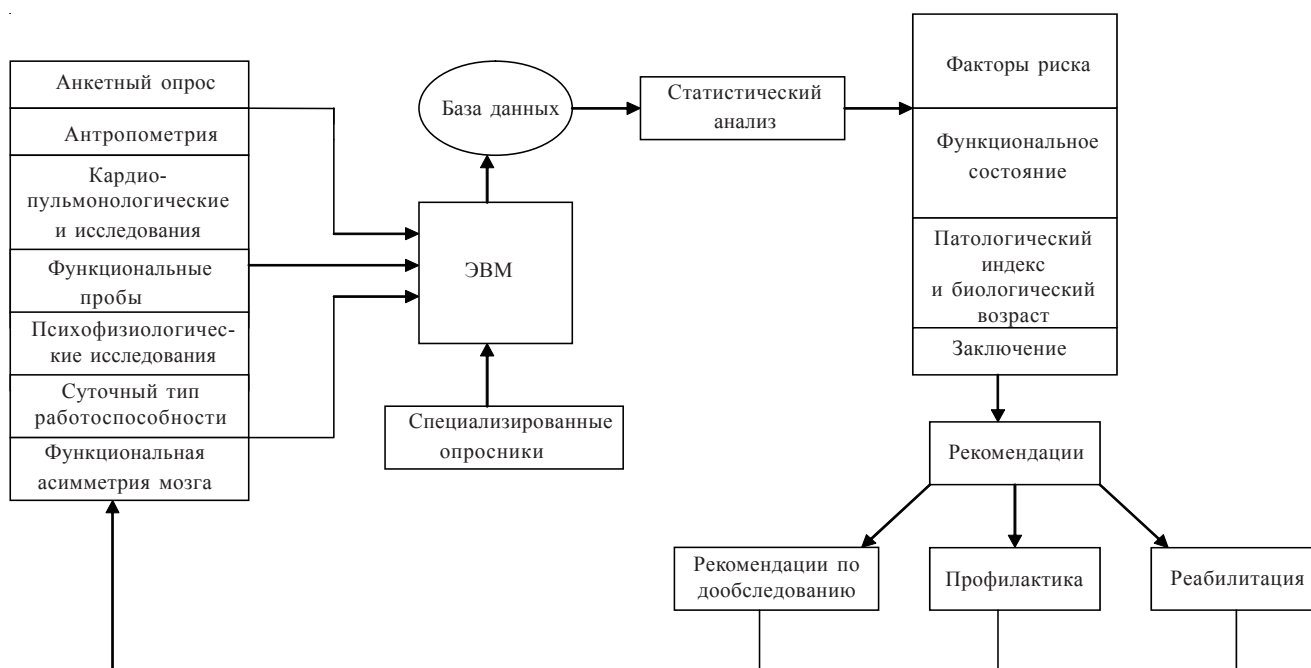 Анкетный опрос
Антропометрия
Кардио-
пульмонологические
и исследования
Функциональные
пробы
Психофизиологичес-
кие исследования
Суточный тип
работоспособности
Функциональная
асимметрия мозга
База данных
ЭВМ
Специализированные
опросники
Статистический
анализ
Факторы риска
Функциональное
состояние
Патологический
индекс
и биологический
возраст
Заключение
Рекомендации
Рекомендации по
дообследованию
Профилактика
Реабилитация